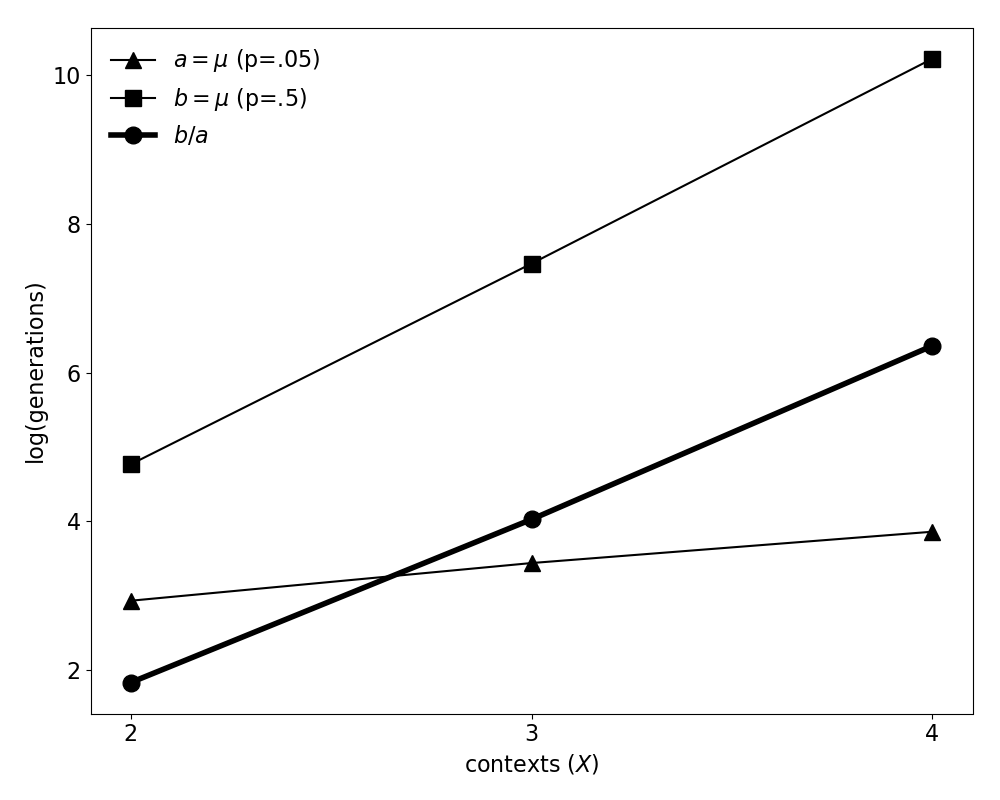 a = μ (p=.05)
b = μ (p=.5)
b/a
10
8
6
4
2
log(generations)
2 3 4
contexts (X)